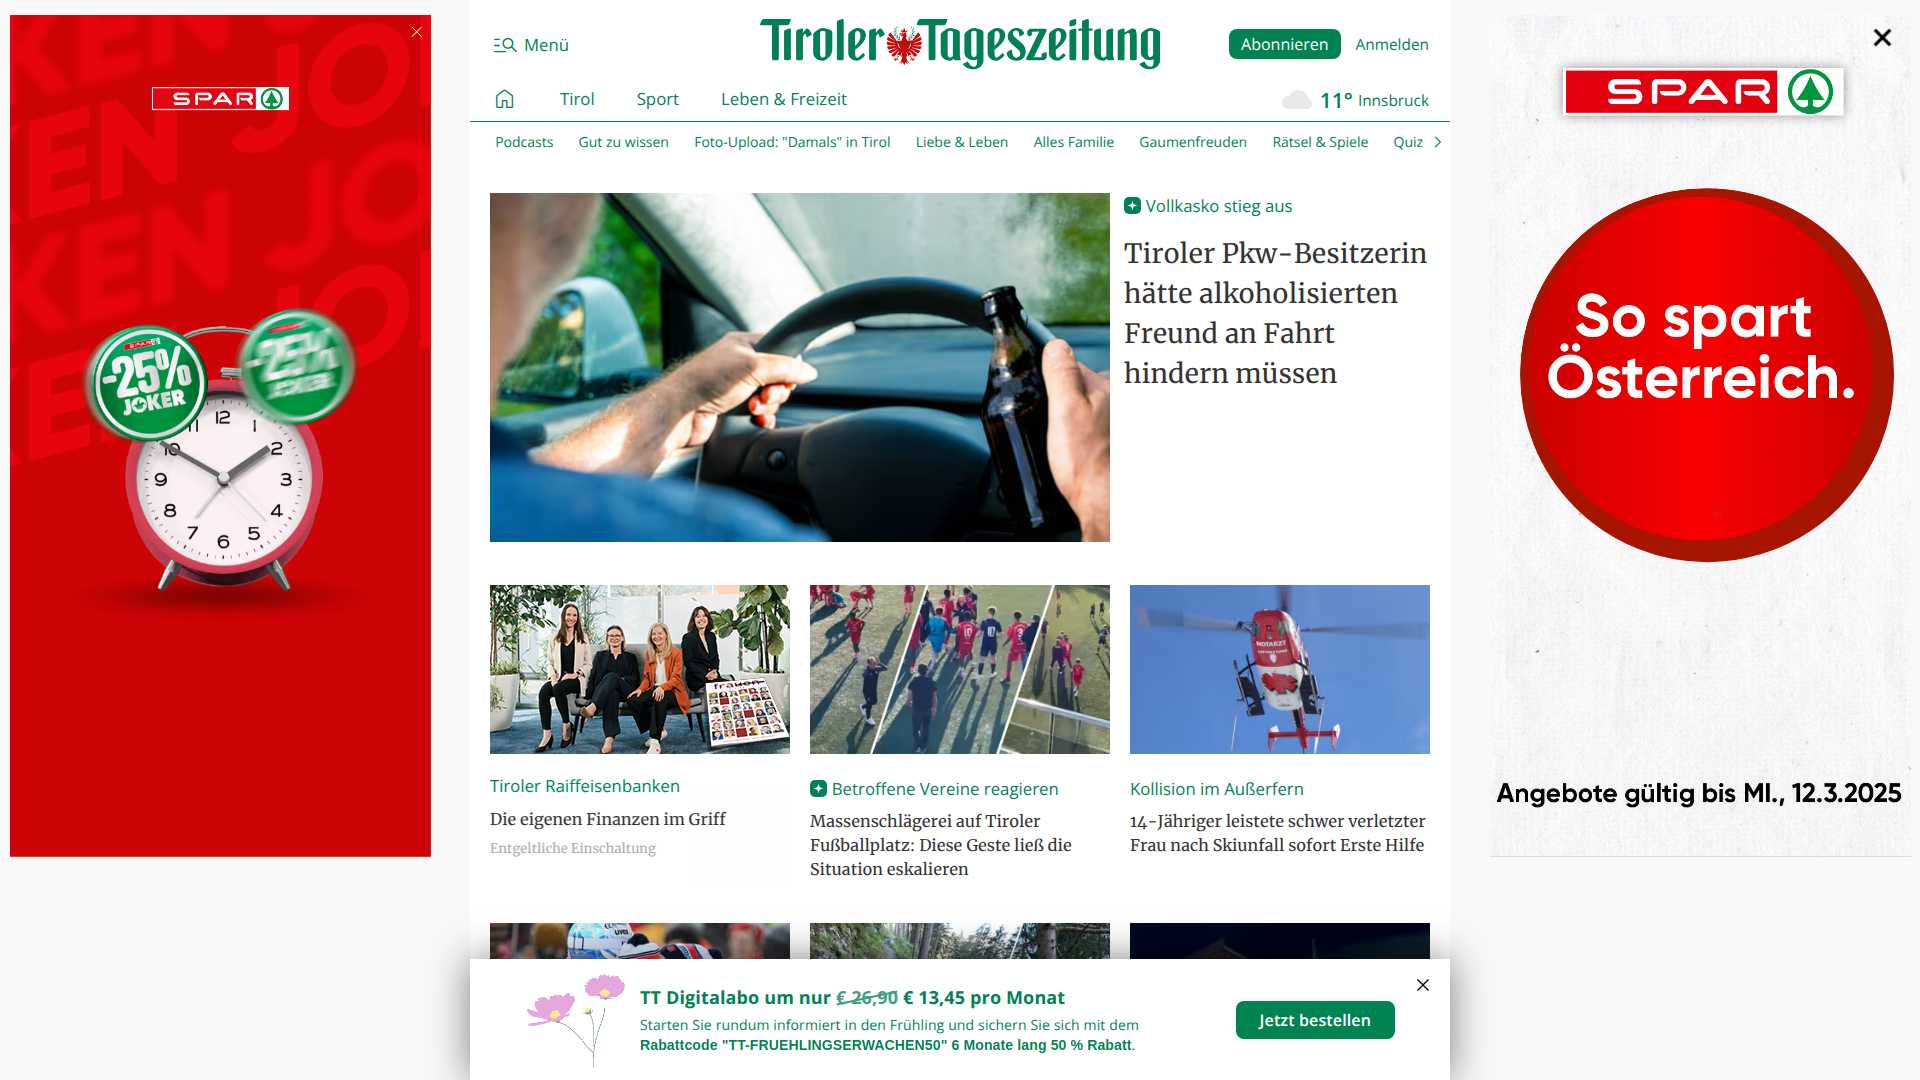 Menü
Tiroler Tageszeitung
Abonnieren
Anmelden
Tirol
Sport
Leben & Freizeit
11° Innsbruck
Podcasts
Gut zu wissen
Foto-Upload: "Damals" in Tirol
Liebe & Leben
Alles Familie
Gaumenfreuden
Rätsel & Spiele
Quiz
SPAR
-25%
JOKER
-25%
JOKER
12
1
2
3
4
5
6
7
8
9
10
11
Vollkasko stieg aus
Tiroler Pkw-Besitzerin
hätte alkoholisierten
Freund an Fahrt
hindern müssen
frauen
NOTARZT
Tiroler Raiffeisenbanken
Die eigenen Finanzen im Griff
Entgeltliche Einschaltung
Betroffene Vereine reagieren
Massenschlägerei auf Tiroler
Fußballplatz: Diese Geste ließ die
Situation eskalieren
Kollision im Außerfern
14-Jähriger leistete schwer verletzter
Frau nach Skiunfall sofort Erste Hilfe
uvex
TT Digitalabo um nur € 26,90 € 13,45 pro Monat
Starten Sie rundum informiert in den Frühling und sichern Sie sich mit dem
Rabattcode "TT-FRUEHLINGSERWACHEN50" 6 Monate lang 50 % Rabatt.
Jetzt bestellen
SPAR
So spart
Österreich.
Angebote gültig bis MI., 12.3.2025